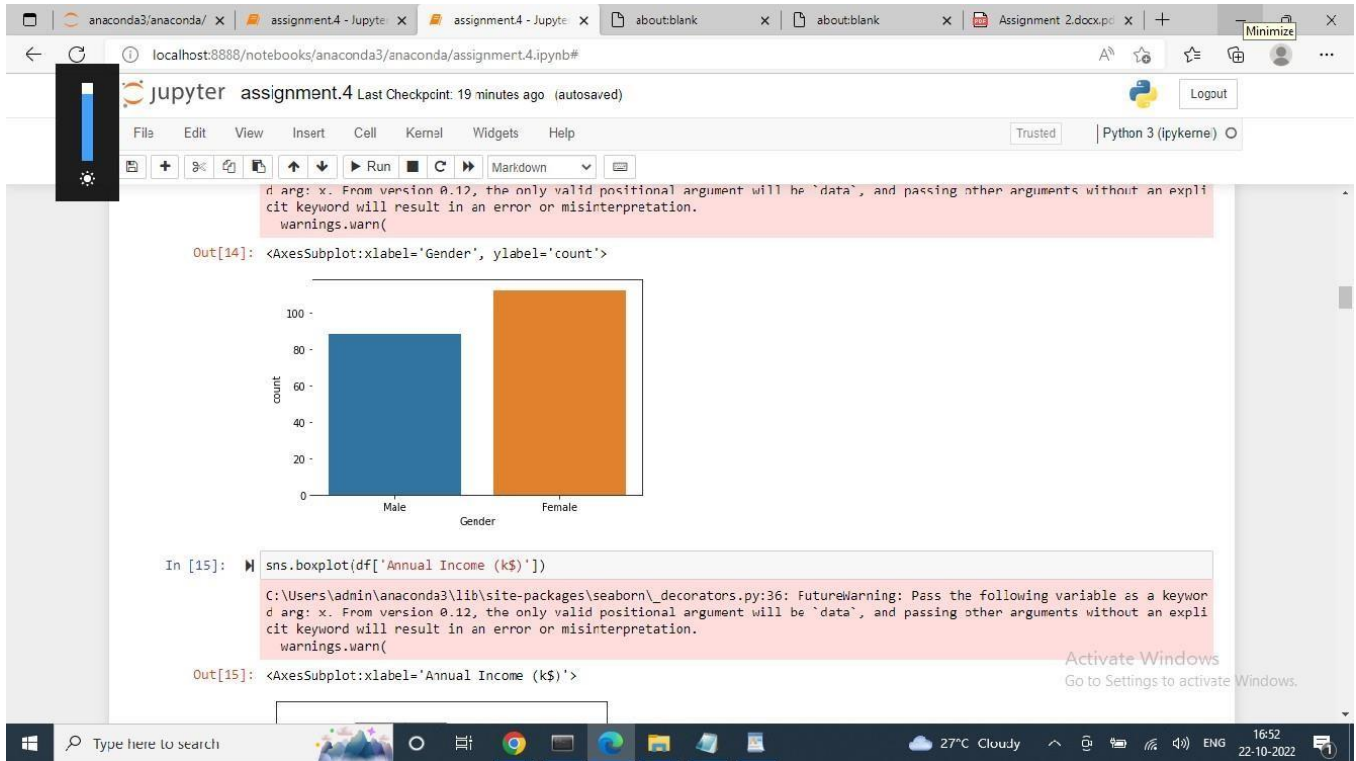 anaconda3/anaconda/
assignment.4 - Jupyte
assignment.4 - Jupyte
about:blank
about:blank
Assignment 2.docx.pd
Minimize
localhost:8888/notebooks/anaconda3/anaconda/assignment.4.ipynb#
jupyter assignment.4 Last Checkpoint: 19 minutes ago (autosaved)
Logout
File Edit View Insert Cell Kernel Widgets Help
Trusted
Python 3 (ipykernel)
Run
Markdown
d arg: x. From version 0.12, the only valid positional argument will be `data`, and passing other arguments without an expli
cit keyword will result in an error or misinterpretation.
warnings.warn(
Out[14]: <AxesSubplot:xlabel='Gender', ylabel='count'>
100
80
60
40
20
0
count
Male
Female
Gender
In [15]: sns.boxplot(df['Annual Income (k$)'])
C:\Users\admin\anaconda3\lib\site-packages\seaborn\_decorators.py:36: FutureWarning: Pass the following variable as a keywor
d arg: x. From version 0.12, the only valid positional argument will be `data`, and passing other arguments without an expli
cit keyword will result in an error or misinterpretation.
warnings.warn(
Out[15]: <AxesSubplot:xlabel='Annual Income (k$)'>
Activate Windows
Go to Settings to activate Windows.
Type here to search
27°C Cloudy
ENG
16:52
22-10-2022